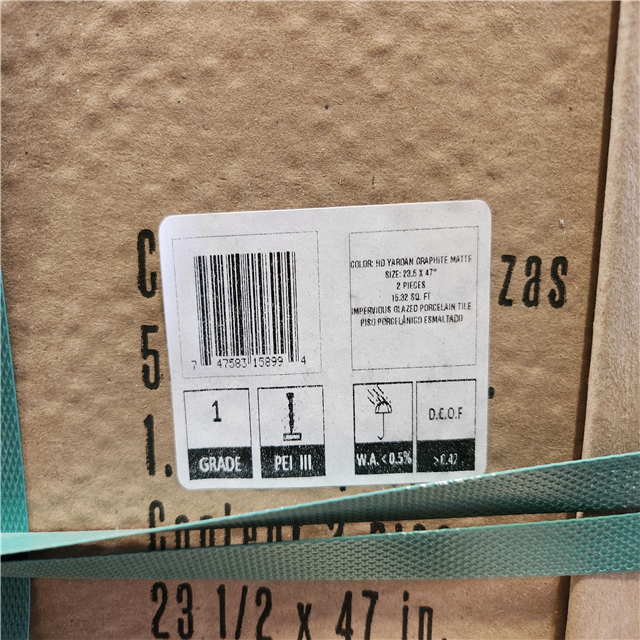 C
zas
5
1.
COLOR: HD YARDAN GRAPHITE MATTE
SIZE: 23.5 X 47"
2 PIECES
15.32 SQ. FT
IMPERVIOUS GLAZED PORCELAIN TILE
PISO PORCELÁNICO ESMALTADO
7 47583 15899 4
1
GRADE
PEI III
W.A. < 0.5%
D.C.O.F
>0.42
23 1/2 x 47 in.